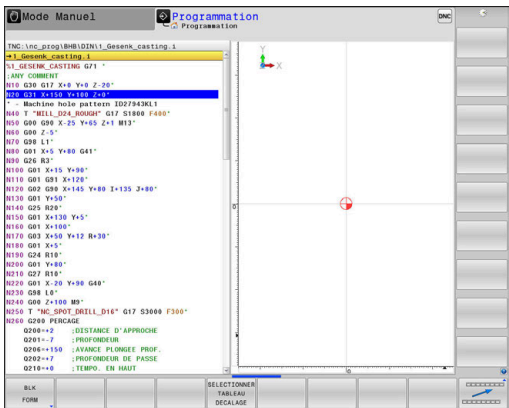 Mode Manuel
Programmation
Programmation
DNC
TNC:\nc_prog\BHB\DIN\1_Gesenk_casting.i
→1_Gesenk_casting.i
%1_GESENK_CASTING G71 *
;ANY COMMENT
N10 G30 G17 X+0 Y+0 Z-20*
N20 G31 X+150 Y+100 Z+0*
* - Machine hole pattern ID27943KL1
N40 T "MILL_D24_ROUGH" G17 S1800 F400*
N50 G00 G90 X-25 Y+65 Z+1 M13*
N60 G00 Z-5*
N70 G98 L1*
N80 G01 X+5 Y+80 G41*
N90 G26 R3*
N100 G01 X+15 Y+90*
N110 G01 G91 X+120*
N120 G02 G90 X+145 Y+80 I+135 J+80*
N130 G01 Y+50*
N140 G25 R20*
N150 G01 X+130 Y+5*
N160 G01 X+100*
N170 G03 X+50 Y+12 R+30*
N180 G01 X+5*
N190 G24 R10*
N200 G01 Y+80*
N210 G27 R10*
N220 G01 X-20 Y+90 G40*
N230 G98 L0*
N240 G00 Z+100 M9*
N250 T "NC_SPOT_DRILL_D16" G17 S3000 F300*
N260 G200 PERCAGE
Q200=+2 ;DISTANCE D'APPROCHE
Q201=-7 ;PROFONDEUR
Q206=+150 ;AVANCE PLONGEE PROF.
Q202=+7 ;PROFONDEUR DE PASSE
Q210=+0 ;TEMPO. EN HAUT
Y
X
0
0
BLK
FORM
SELECTIONNER
TABLEAU
DECALAGE